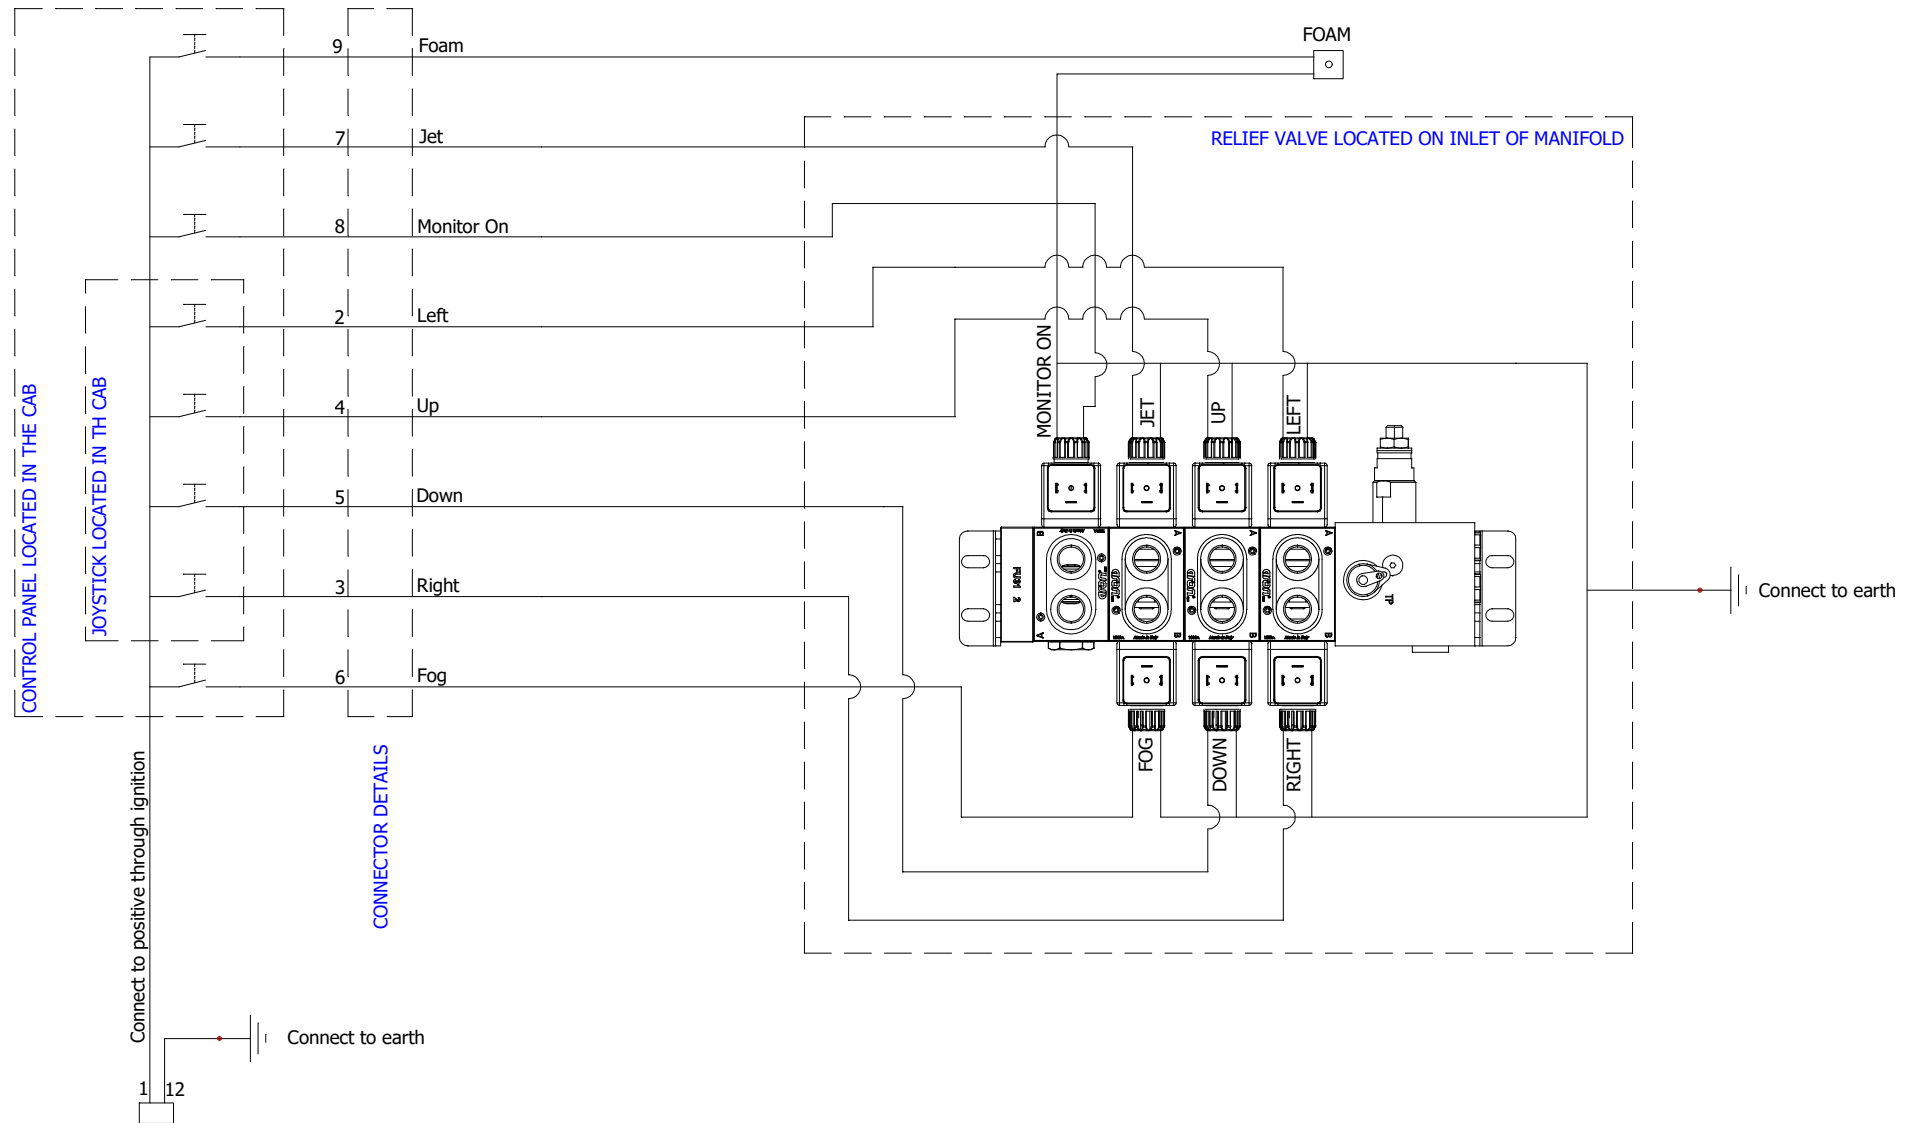 FOAM
9 Foam
7 Jet
RELIEF VALVE LOCATED ON INLET OF MANIFOLD
8 Monitor On
2 Left
4 Up
5 Down
3 Right
6 Fog
CONTROL PANEL LOCATED IN THE CAB
JOYSTICK LOCATED IN TH CAB
CONNECTOR DETAILS
MONITOR ON
JET
UP
LEFT
B
A
A
A
A
B
B
B
TP
FOG
DOWN
RIGHT
Connect to earth
Connect to positive through ignition
Connect to earth
1 12